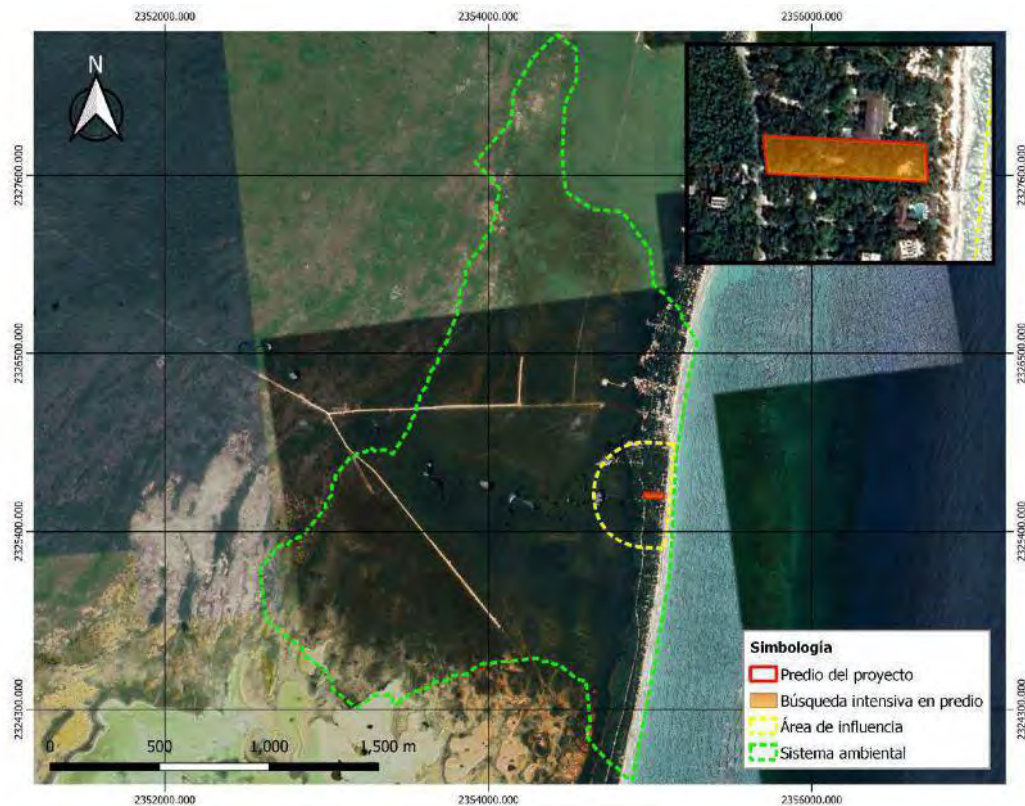 2352000.000 2354000.000 2356000.000
N
2327600.000 2327600.000
2326500.000 2326500.000
2325400.000 2325400.000
2324300.000 2324300.000
Simbología
Predio del proyecto
Búsqueda intensiva en predio
Área de influencia
Sistema ambiental
0 500 1,000 1,500 m
2352000.000 2354000.000 2356000.000